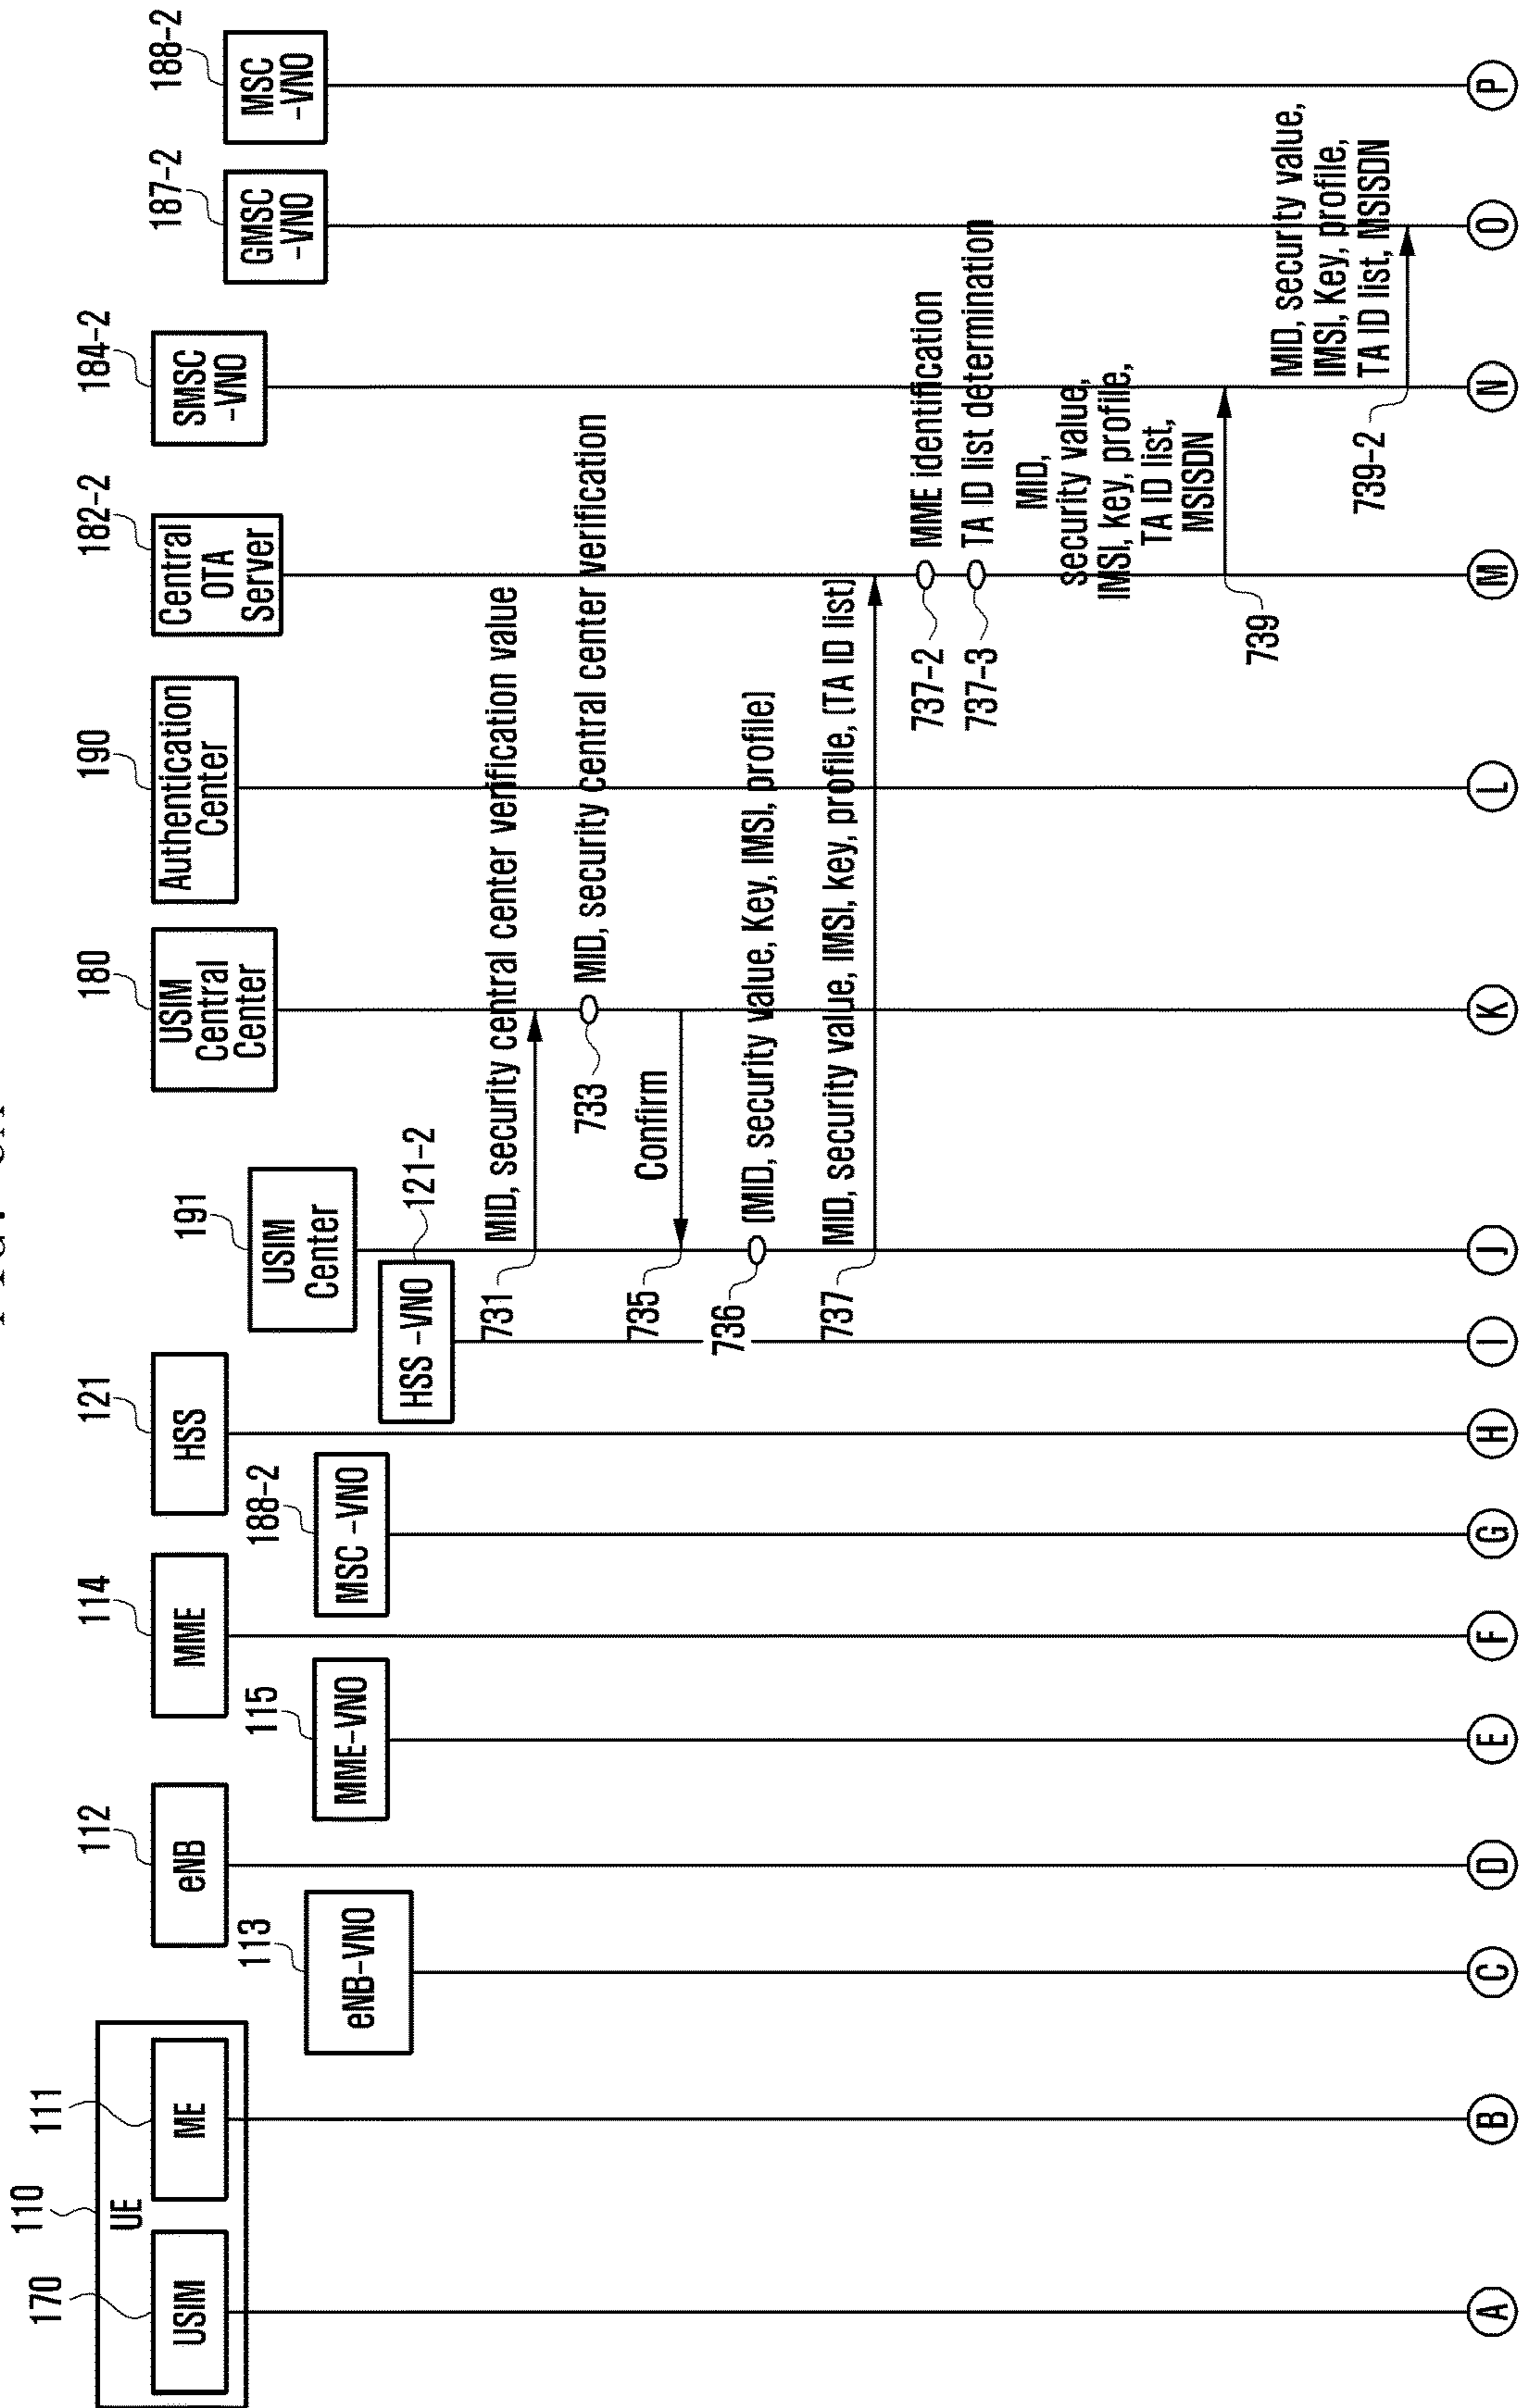 110
UE
170
USIM
111
ME
113
eNB-VNO
112
eNB
115
MME-VNO
114
MME
188-2
MSC -VNO
121
HSS
121-2
HSS -VNO
191
USIM
Center
180
USIM
Central
Center
190
Authentication
Center
182-2
Central
OTA
Server
184-2
SMSC
-VNO
187-2
GMSC
-VNO
188-2
MSC
-VNO
731
MID, security central center verification value
733
MID, security central center verification
735
Confirm
736
(MID, security value, Key, IMSI, profile)
737
MID, security value, IMSI, key, profile, (TA ID list)
737-2
MME identification
737-3
TA ID list determination
MID,
security value,
IMSI, key, profile,
TA ID list,
MSISDN
739
MID, security value,
IMSI, Key, profile,
TA ID list, MSISDN
739-2
A
B
C
D
E
F
G
H
I
J
K
L
M
N
O
P